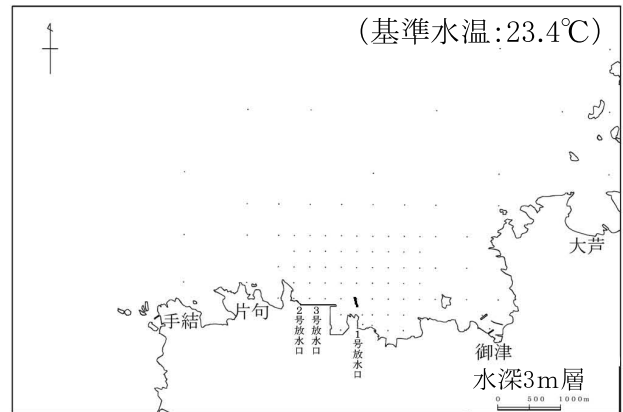 (基準水温:23.4℃)
大芦
手結
片句
2号放水口
3号放水口
1号放水口
御津
水深3m層
0 500 1000m